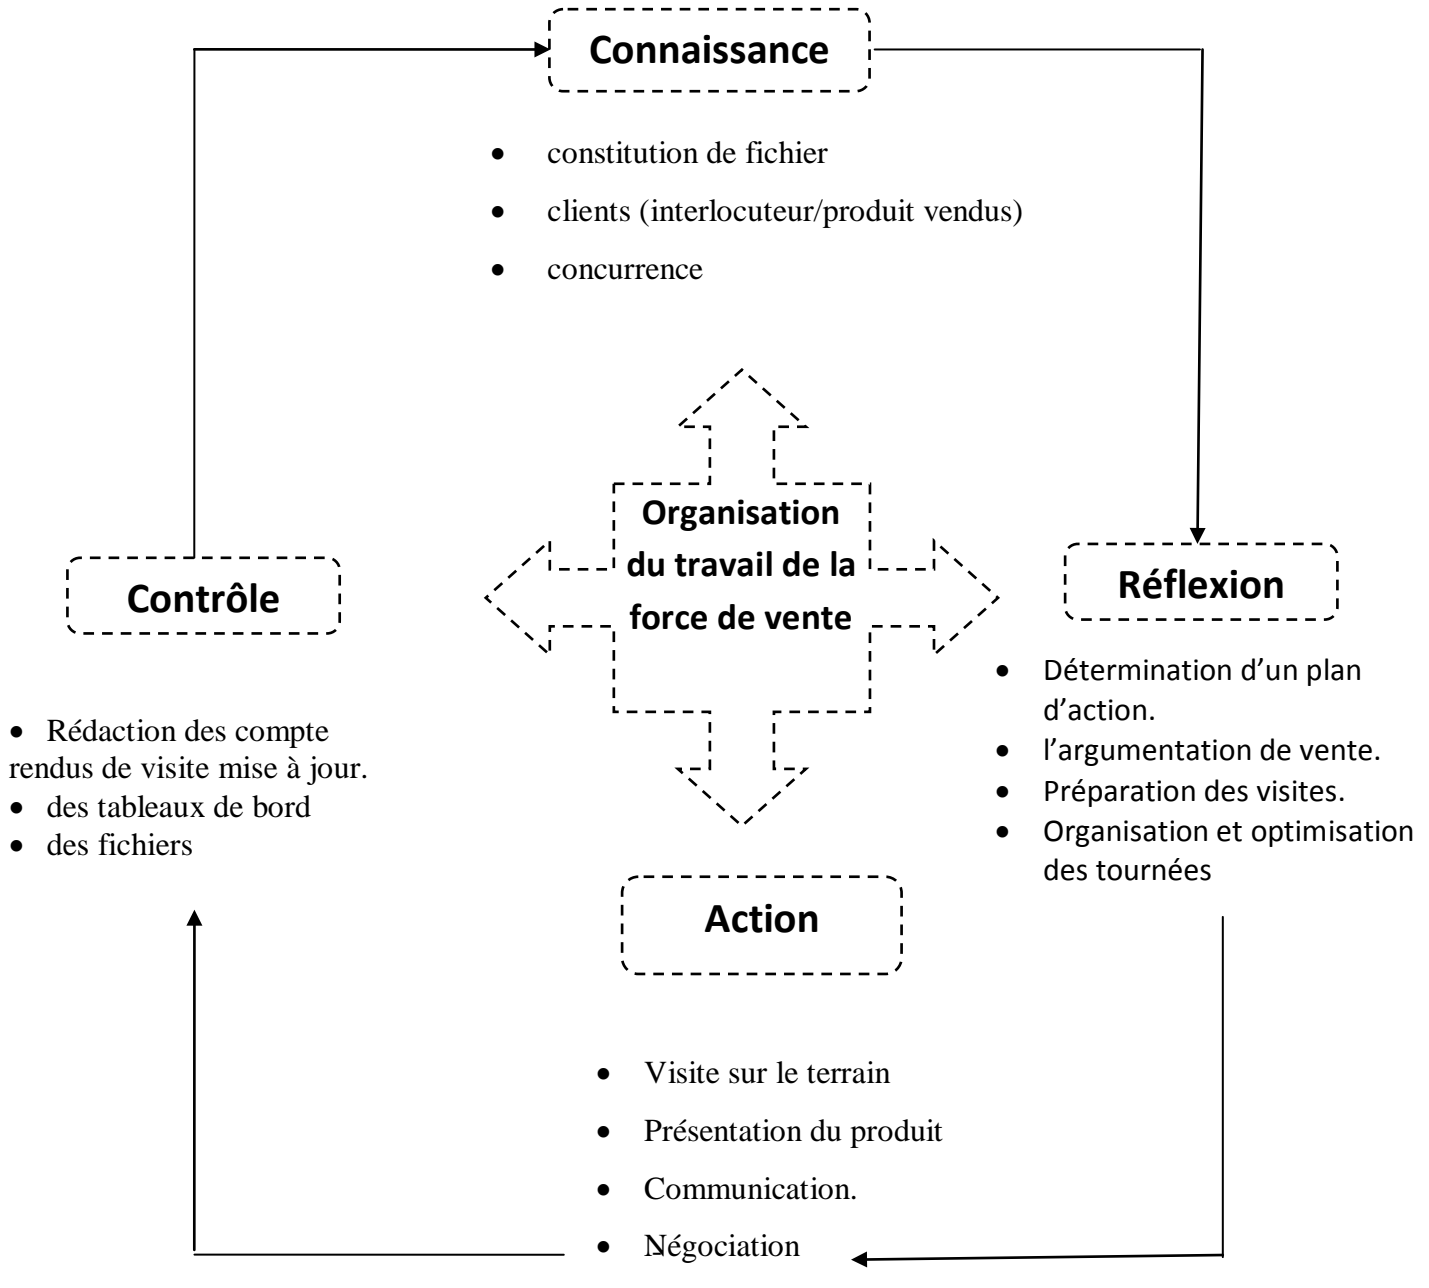 Connaissance
• constitution de fichier
• clients (interlocuteur/produit vendus)
• concurrence
Organisation
du travail de la
force de vente
Contrôle
• Rédaction des compte
rendus de visite mise à jour.
• des tableaux de bord
• des fichiers
Réflexion
• Détermination d’un plan
d’action.
• l’argumentation de vente.
• Préparation des visites.
• Organisation et optimisation
des tournées
Action
• Visite sur le terrain
• Présentation du produit
• Communication.
• Négociation